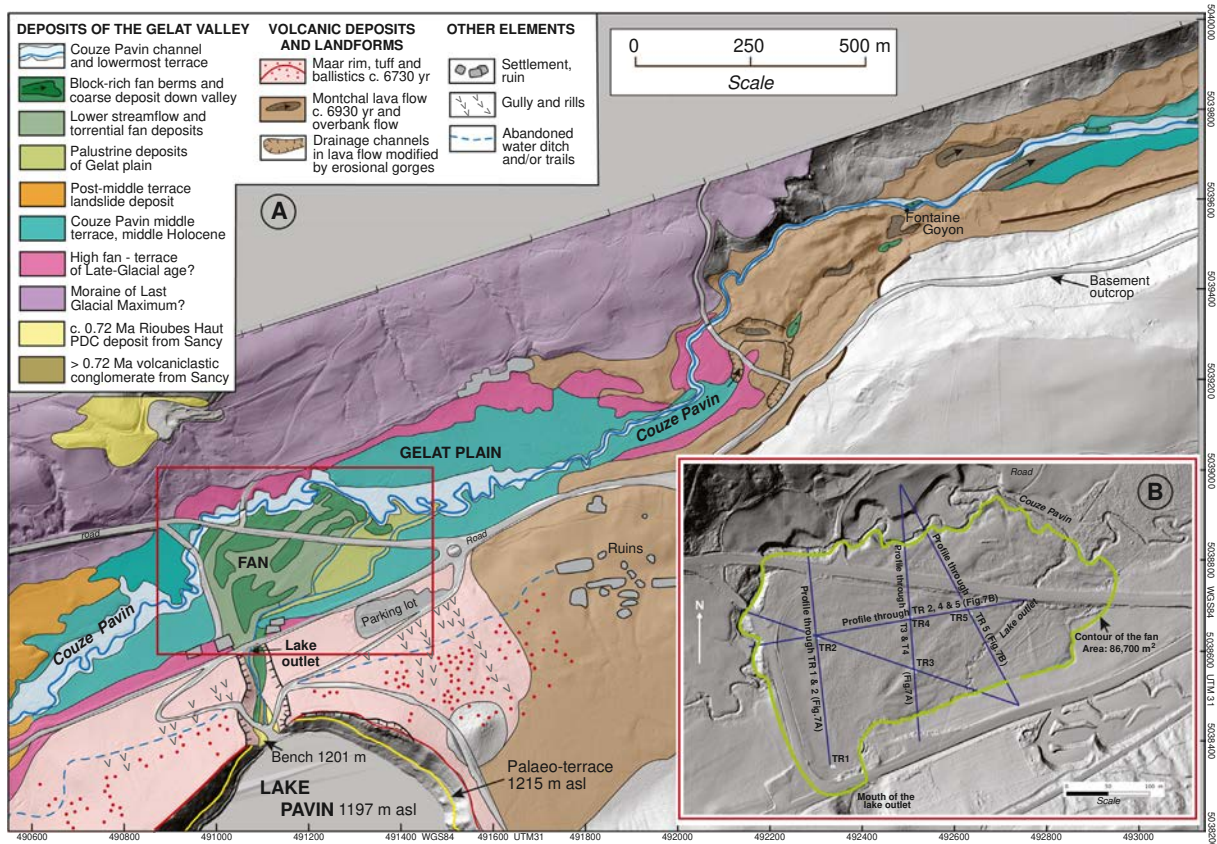 DEPOSITS OF THE GELAT VALLEY
Couze Pavin channel
and lowermost terrace
Block-rich fan berms and
coarse deposit down valley
Lower streamflow and
torrential fan deposits
Palustrine deposits
of Gelat plain
Post-middle terrace
landslide deposit
Couze Pavin middle
terrace, middle Holocene
High fan - terrace
of Late-Glacial age?
Moraine of Last
Glacial Maximum?
c. 0.72 Ma Rioubes Haut
PDC deposit from Sancy
> 0.72 Ma volcaniclastic
conglomerate from Sancy
VOLCANIC DEPOSITS
AND LANDFORMS
Maar rim, tuff and
ballistics c. 6730 yr
Montchal lava flow
c. 6930 yr and
overbank flow
Drainage channels
in lava flow modified
by erosional gorges
OTHER ELEMENTS
Settlement,
ruin
Gully and rills
Abandoned
water ditch
and/or trails
0 250 500 m
Scale
A
Fontaine
Goyon
Basement
outcrop
Couze Pavin
GELAT PLAIN
road
FAN
Road
Ruins
Parking lot
Couze Pavin
Lake
outlet
Bench 1201 m
LAKE
PAVIN 1197 m asl
Palaeo-terrace
1215 m asl
B
Road
Couze Pavin
N
Profile through TR 1 & 2 (Fig.7A)
Profile through T3 & T4 (Fig.7A)
Profile through TR 5 (Fig.7B)
Profile through TR 2, 4 & 5 (Fig.7B)
TR2
TR4
TR5
TR3
TR1
Lake outlet
Contour of the fan
Area: 86,700 m²
Mouth of the
lake outlet
0 50 100 m
Scale
490600 490800 491000 491200 491400 WGS84 491600 UTM31 491800 492000 492200 492400 492600 492800 493000
5040000
5039800
5039600
5039400
5039200
5039000
5038800
WGS84
5038600
UTM 31
5038400
5038200